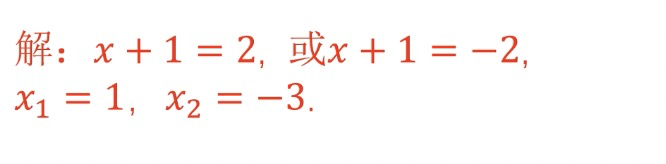 解：x + 1 = 2, 或x + 1 = −2,
x₁ = 1, x₂ = −3.